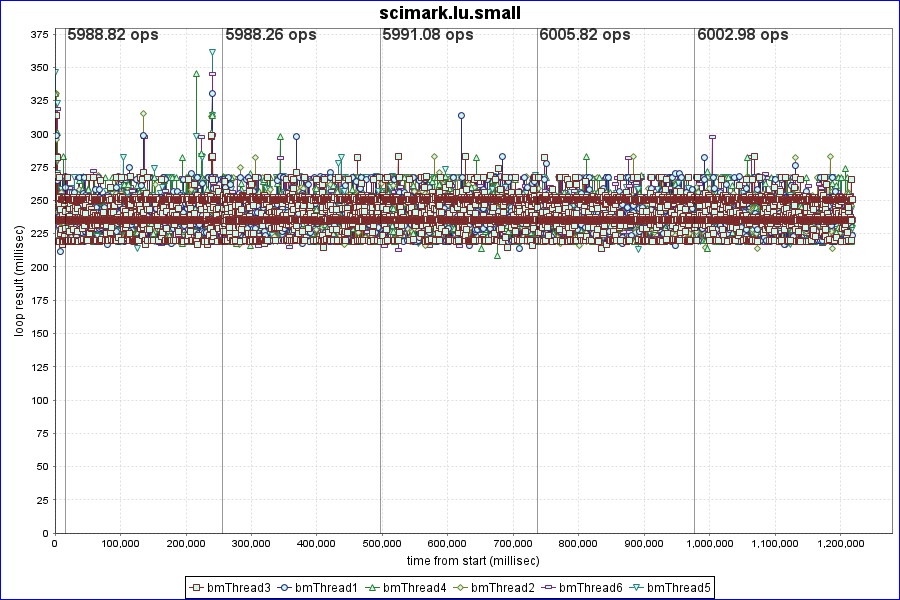 scimark.lu.small
5988.82 ops 5988.26 ops 5991.08 ops 6005.82 ops 6002.98 ops
375
350
325
300
275
250
225
200
175
150
125
100
75
50
25
0
loop result (millisec)
0 100,000 200,000 300,000 400,000 500,000 600,000 700,000 800,000 900,000 1,000,000 1,100,000 1,200,000
time from start (millisec)
bmThread3 bmThread1 bmThread4 bmThread2 bmThread6 bmThread5